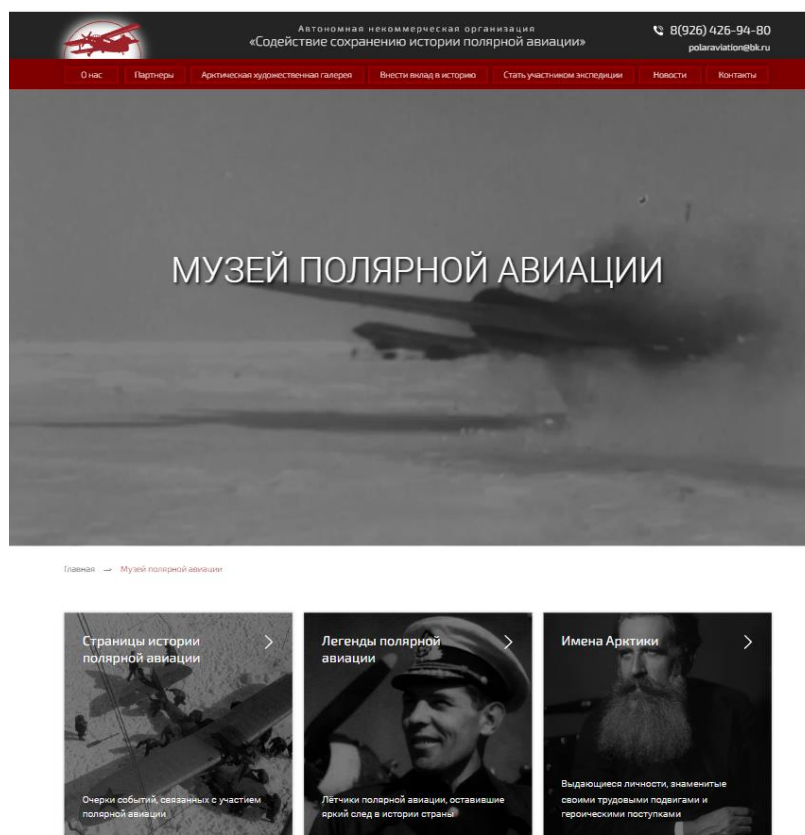 Автономная некоммерческая организация
«Содействие сохранению истории полярной авиации»
8(926) 426-94-80
polaraviation@bk.ru
О нас Партнеры Арктическая художественная галерея Внести вклад в историю Стать участником экспедиции Новости Контакты
МУЗЕЙ ПОЛЯРНОЙ АВИАЦИИ
Главная → Музей полярной авиации
Страницы истории
полярной авиации
Очерки событий, связанных с участием
полярной авиации
Легенды полярной
авиации
Лётчики полярной авиации, оставившие
яркий след в истории страны
Имена Арктики
Выдающиеся личности, знаменитые
своими трудовыми подвигами и
героическими поступками